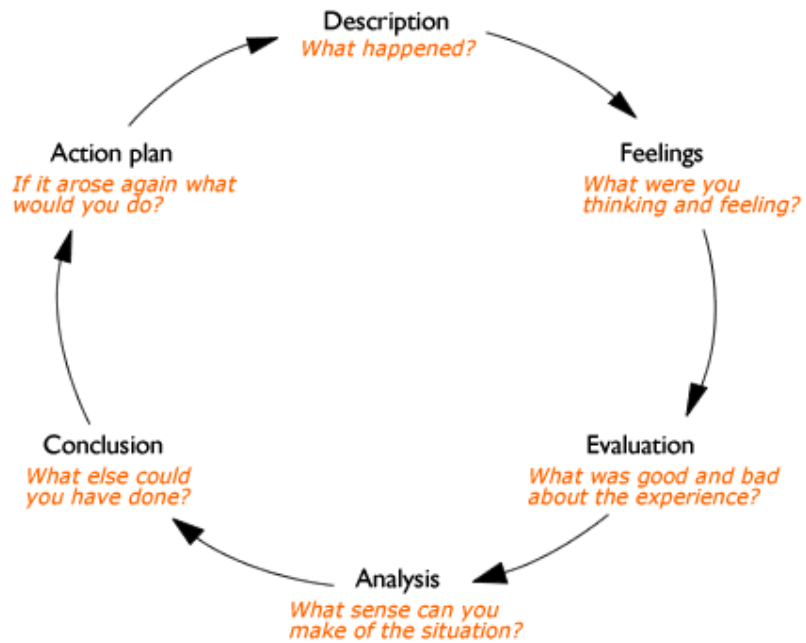 Description
What happened?
Feelings
What were you
thinking and feeling?
Evaluation
What was good and bad
about the experience?
Analysis
What sense can you
make of the situation?
Conclusion
What else could
you have done?
Action plan
If it arose again what
would you do?